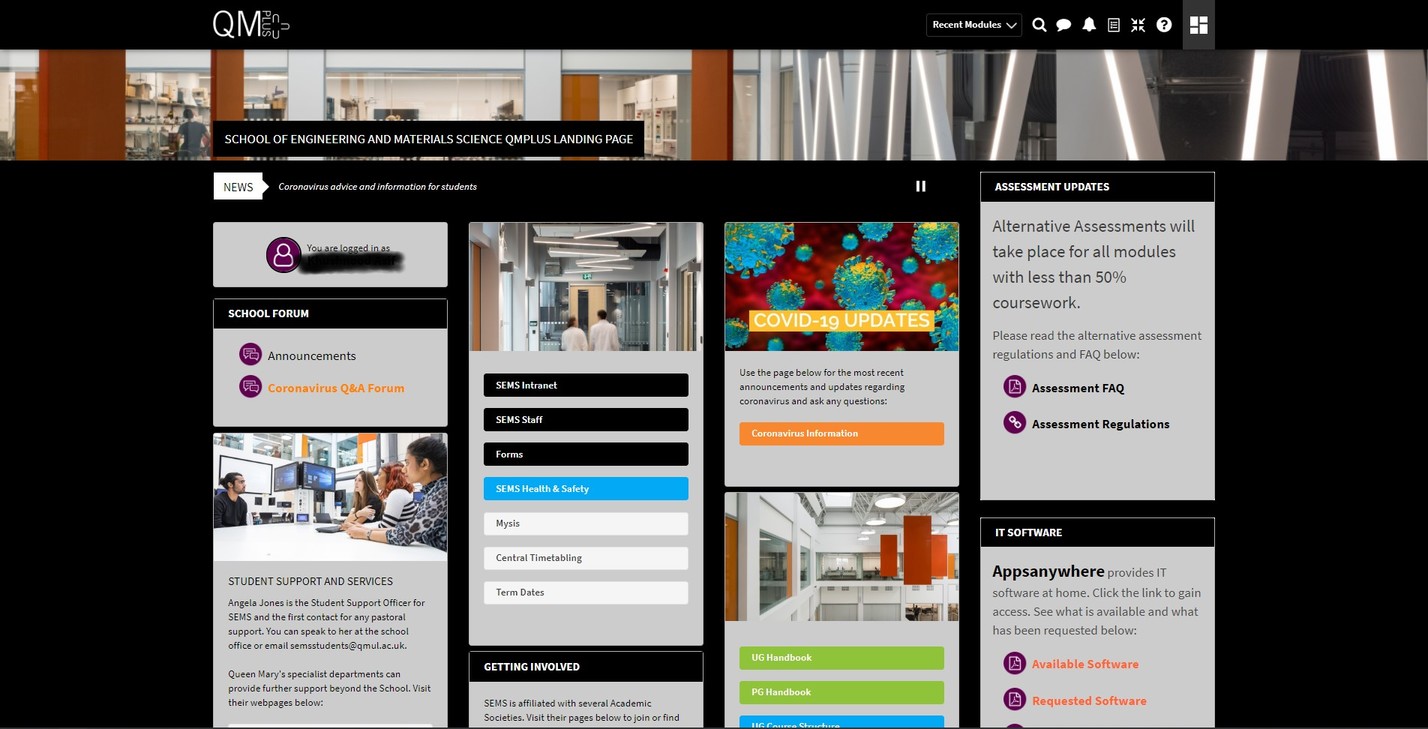 QM
PLUS
Recent Modules
SCHOOL OF ENGINEERING AND MATERIALS SCIENCE QMPLUS LANDING PAGE
NEWS
Coronavirus advice and information for students
You are logged in as
SCHOOL FORUM
Announcements
Coronavirus Q&A Forum
STUDENT SUPPORT AND SERVICES
Angela Jones is the Student Support Officer for
SEMS and the first contact for any pastoral
support. You can speak to her at the school
office or email semsstudents@qmul.ac.uk.
Queen Mary's specialist departments can
provide further support beyond the School. Visit
their webpages below:
SEMS Intranet
SEMS Staff
Forms
SEMS Health & Safety
Mysis
Central Timetabling
Term Dates
GETTING INVOLVED
SEMS is affiliated with several Academic
Societies. Visit their pages below to join or find
COVID-19 UPDATES
Use the page below for the most recent
announcements and updates regarding
coronavirus and ask any questions:
Coronavirus Information
UG Handbook
PG Handbook
UG Course Structure
ASSESSMENT UPDATES
Alternative Assessments will
take place for all modules
with less than 50%
coursework.
Please read the alternative assessment
regulations and FAQ below:
Assessment FAQ
Assessment Regulations
IT SOFTWARE
Appsanywhere provides IT
software at home. Click the link to gain
access. See what is available and what
has been requested below:
Available Software
Requested Software